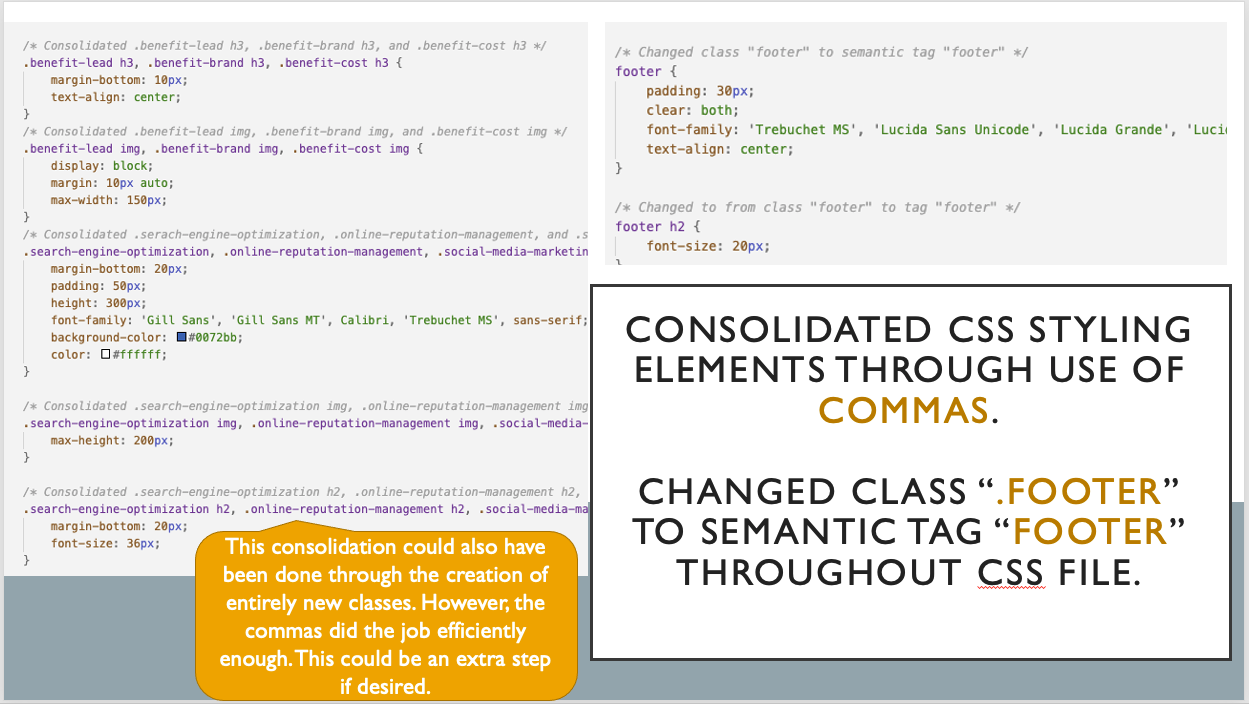 /* Consolidated .benefit-lead h3, .benefit-brand h3, and .benefit-cost h3 */
.benefit-lead h3, .benefit-brand h3, .benefit-cost h3 {
    margin-bottom: 10px;
    text-align: center;
}
/* Consolidated .benefit-lead img, .benefit-brand img, and .benefit-cost img */
.benefit-lead img, .benefit-brand img, .benefit-cost img {
    display: block;
    margin: 10px auto;
    max-width: 150px;
}
/* Consolidated .serach-engine-optimization, .online-reputation-management, and .s
.search-engine-optimization, .online-reputation-management, .social-media-marketin
    margin-bottom: 20px;
    padding: 50px;
    height: 300px;
    font-family: 'Gill Sans', 'Gill Sans MT', Calibri, 'Trebuchet MS', sans-serif;
    background-color: #0072bb;
    color: #ffffff;
}
/* Consolidated .search-engine-optimization img, .online-reputation-management img
.search-engine-optimization img, .online-reputation-management img, .social-media-
    max-height: 200px;
}
/* Consolidated .search-engine-optimization h2, .online-reputation-management h2,
.search-engine-optimization h2, .online-reputation-management h2, .social-media-ma
    margin-bottom: 20px;
    font-size: 36px;
}
This consolidation could also have
been done through the creation of
entirely new classes. However, the
commas did the job efficiently
enough. This could be an extra step
if desired.
/* Changed class "footer" to semantic tag "footer" */
footer {
    padding: 30px;
    clear: both;
    font-family: 'Trebuchet MS', 'Lucida Sans Unicode', 'Lucida Grande', 'Luci
    text-align: center;
}
/* Changed to from class "footer" to tag "footer" */
footer h2 {
    font-size: 20px;
}
CONSOLIDATED CSS STYLING
ELEMENTS THROUGH USE OF
COMMAS.
CHANGED CLASS “.FOOTER”
TO SEMANTIC TAG “FOOTER”
THROUGHOUT CSS FILE.